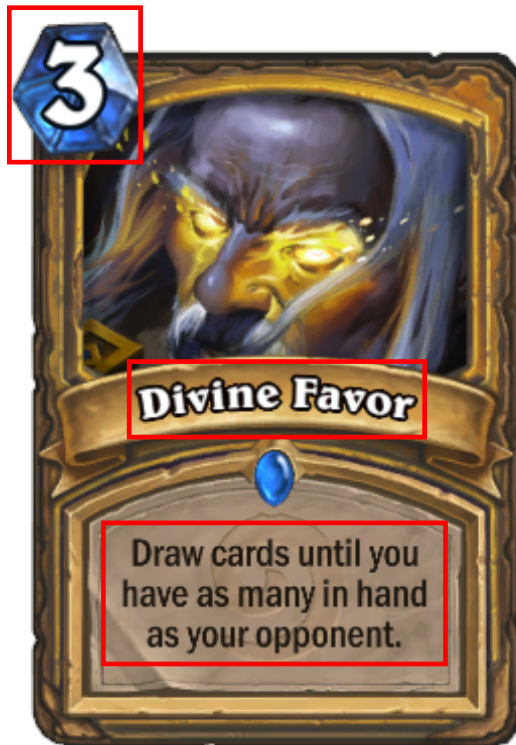 3
Divine Favor
Draw cards until you
have as many in hand
as your opponent.